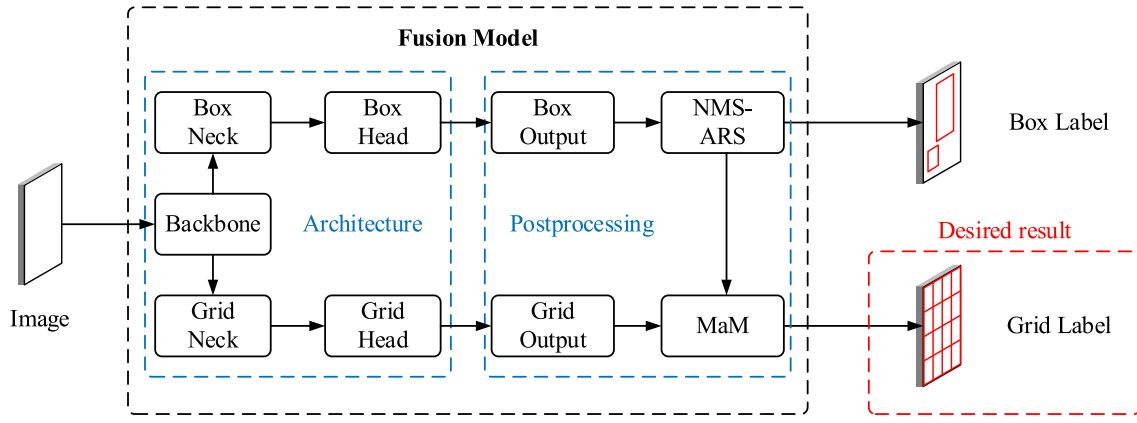 Fusion Model
Box
Neck
Box
Head
Box
Output
NMS-
ARS
Box Label
Backbone
Architecture
Postprocessing
Desired result
Image
Grid
Neck
Grid
Head
Grid
Output
MaM
Grid Label